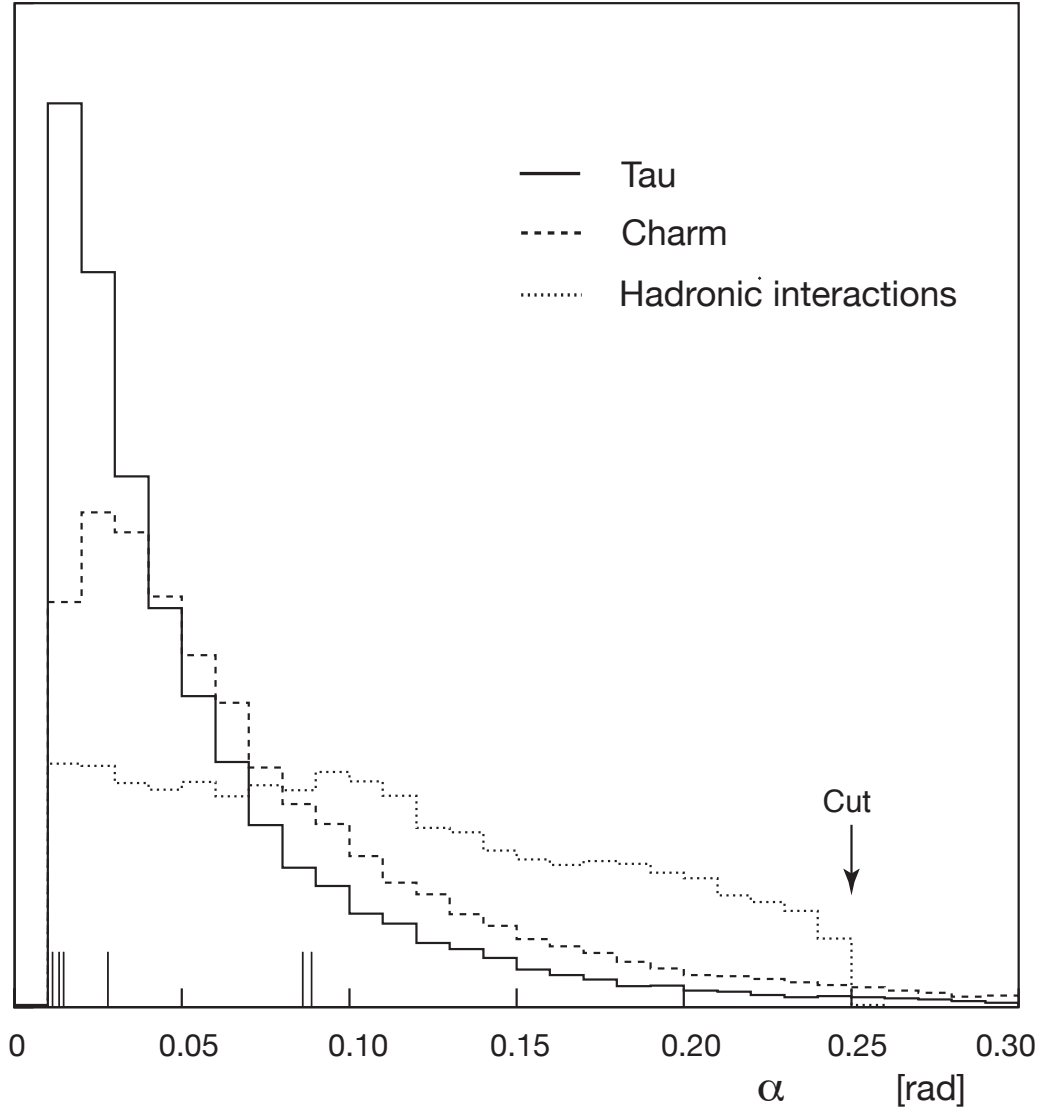 Tau
Charm
Hadronic interactions
Cut
0 0.05 0.10 0.15 0.20 0.25 0.30
α [rad]